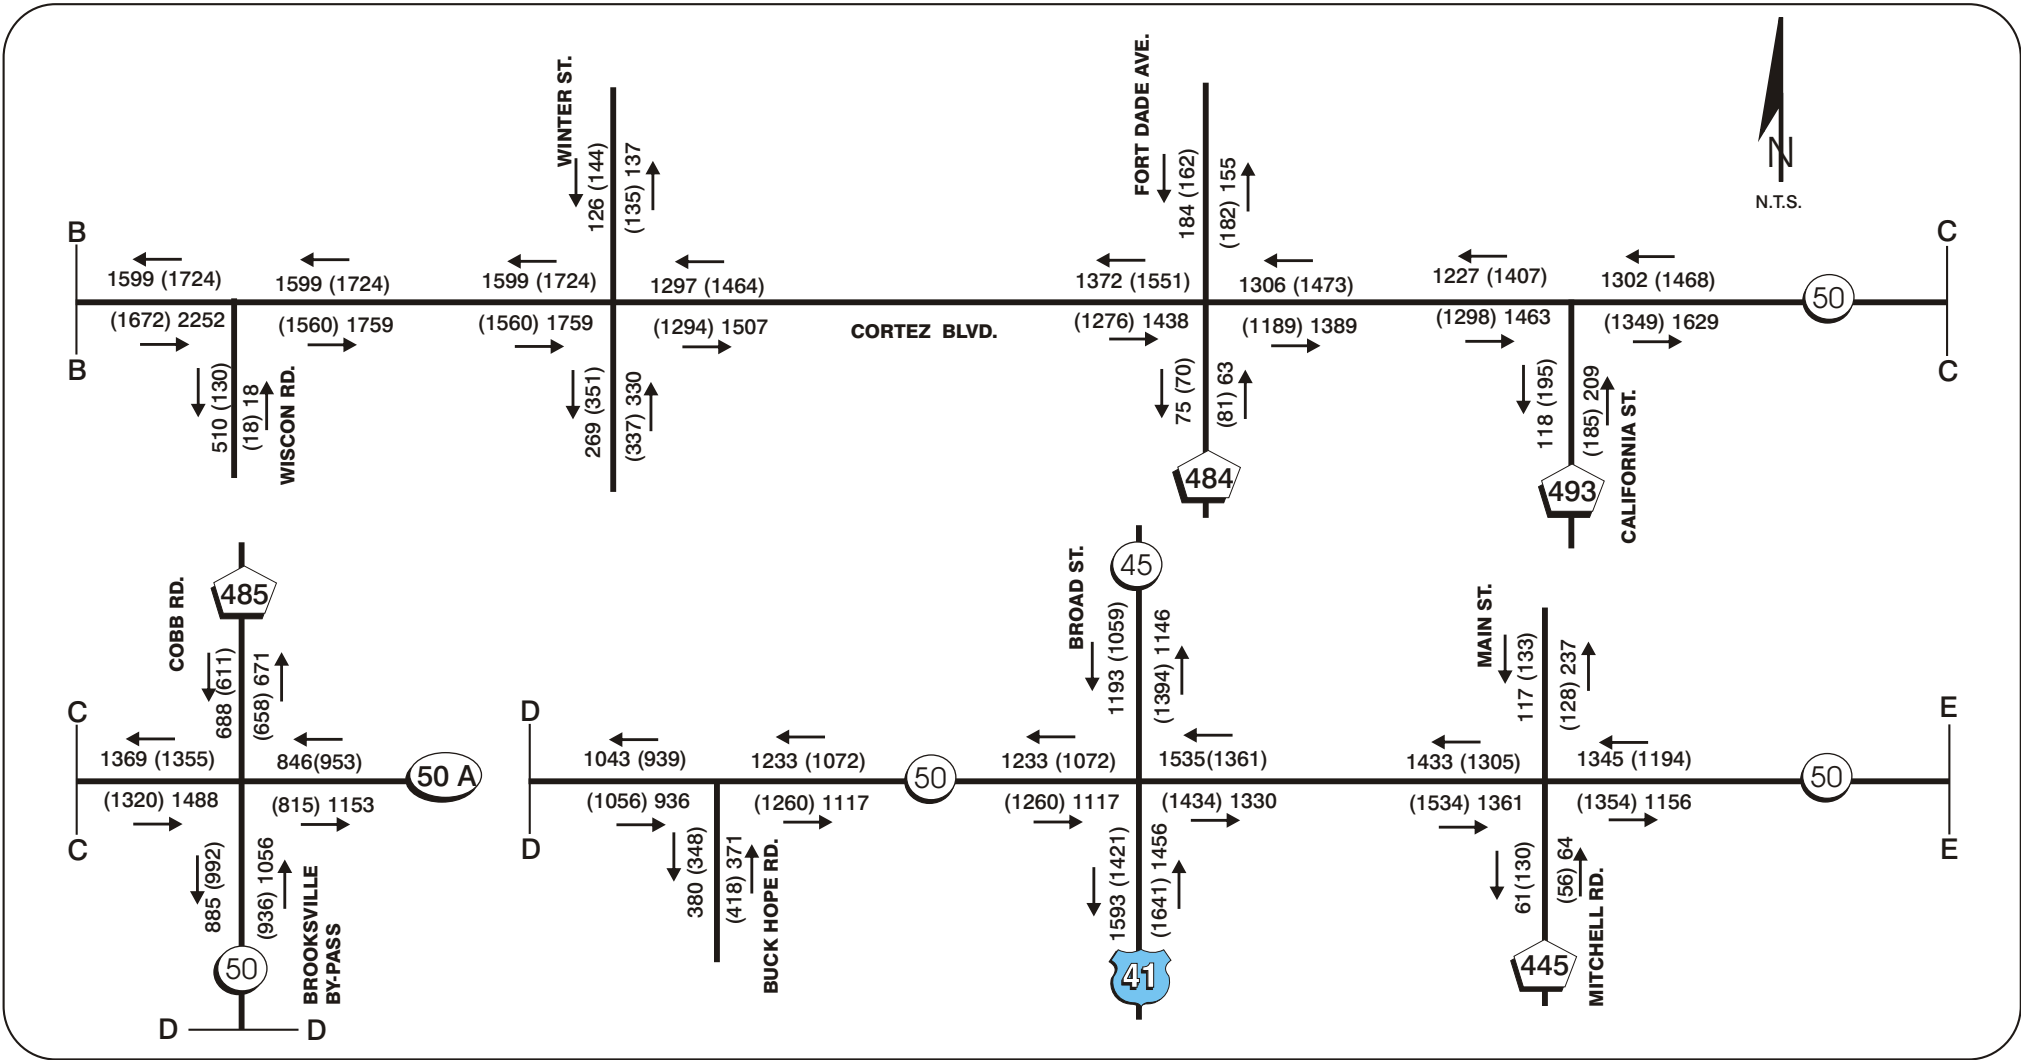 WINTER ST.
126 (144)
(135) 137
FORT DADE AVE.
184 (162)
(182) 155
N
N.T.S.
B
1599 (1724)
1599 (1724)
1599 (1724)
1297 (1464)
1372 (1551)
1306 (1473)
1227 (1407)
1302 (1468)
50
C
(1672) 2252
(1560) 1759
(1560) 1759
(1294) 1507
CORTEZ BLVD.
(1276) 1438
(1189) 1389
(1298) 1463
(1349) 1629
B
C
510 (130)
(18) 18
WISCON RD.
269 (351)
(337) 330
75 (70)
(81) 63
484
118 (195)
(185) 209
493
CALIFORNIA ST.
COBB RD.
485
688 (611)
(658) 671
C
1369 (1355)
846(953)
50 A
(1320) 1488
(815) 1153
C
885 (992)
(936) 1056
50
BROOKSVILLE
BY-PASS
D
D
D
1043 (939)
1233 (1072)
50
(1056) 936
(1260) 1117
D
380 (348)
(418) 371
BUCK HOPE RD.
BROAD ST.
45
1193 (1059)
(1394) 1146
1233 (1072)
1535(1361)
(1260) 1117
(1434) 1330
1593 (1421)
(1641) 1456
41
MAIN ST.
117 (133)
(128) 237
1433 (1305)
1345 (1194)
50
E
(1534) 1361
(1354) 1156
E
61(130)
(56) 64
445
MITCHELL RD.